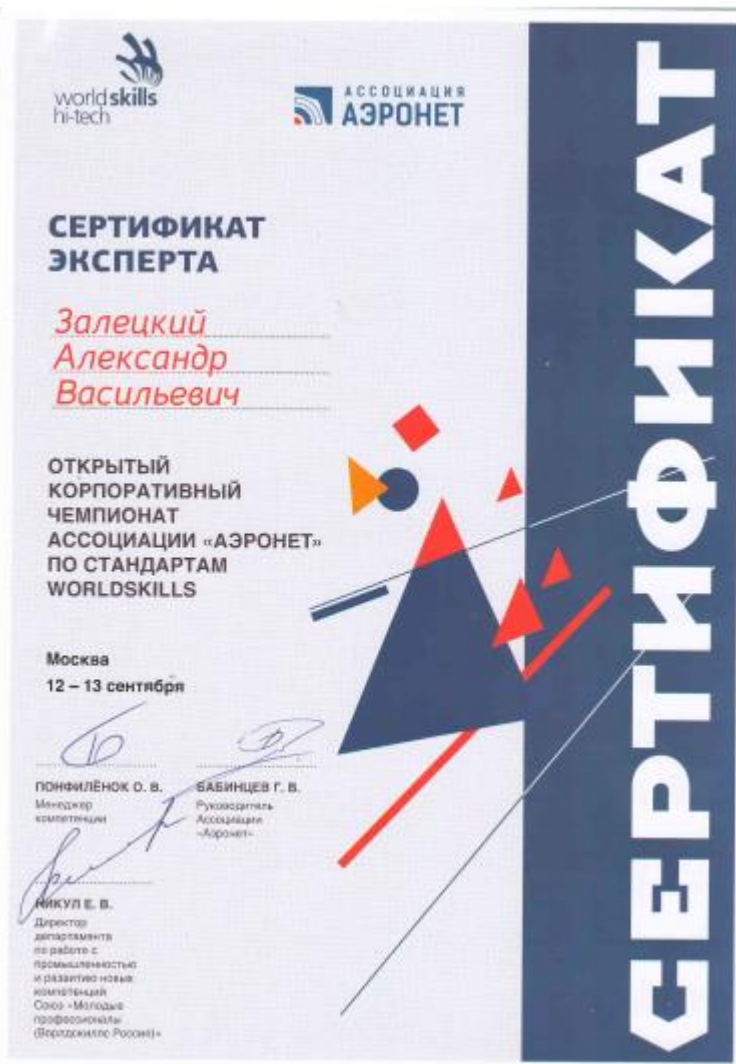 worldskills
hi-tech
АССОЦИАЦИЯ
АЭРОНЕТ
СЕРТИФИКАТ
ЭКСПЕРТА
Залецкий
Александр
Васильевич
ОТКРЫТЫЙ
КОРПОРАТИВНЫЙ
ЧЕМПИОНАТ
АССОЦИАЦИИ «АЭРОНЕТ»
ПО СТАНДАРТАМ
WORLDSKILLS
Москва
12 – 13 сентября
ПОНФИЛЁНОК О. В.
Менеджер
компетенции
БАБИНЦЕВ Г. В.
Руководитель
Ассоциации
«Аэронет»
НИКУЛ Е. В.
Директор
департамента
по работе с
промышленностью
и развитию новых
компетенций
Союз «Молодые
профессионалы
(Ворлдскиллс Россия)»
СЕРТИФИКАТ